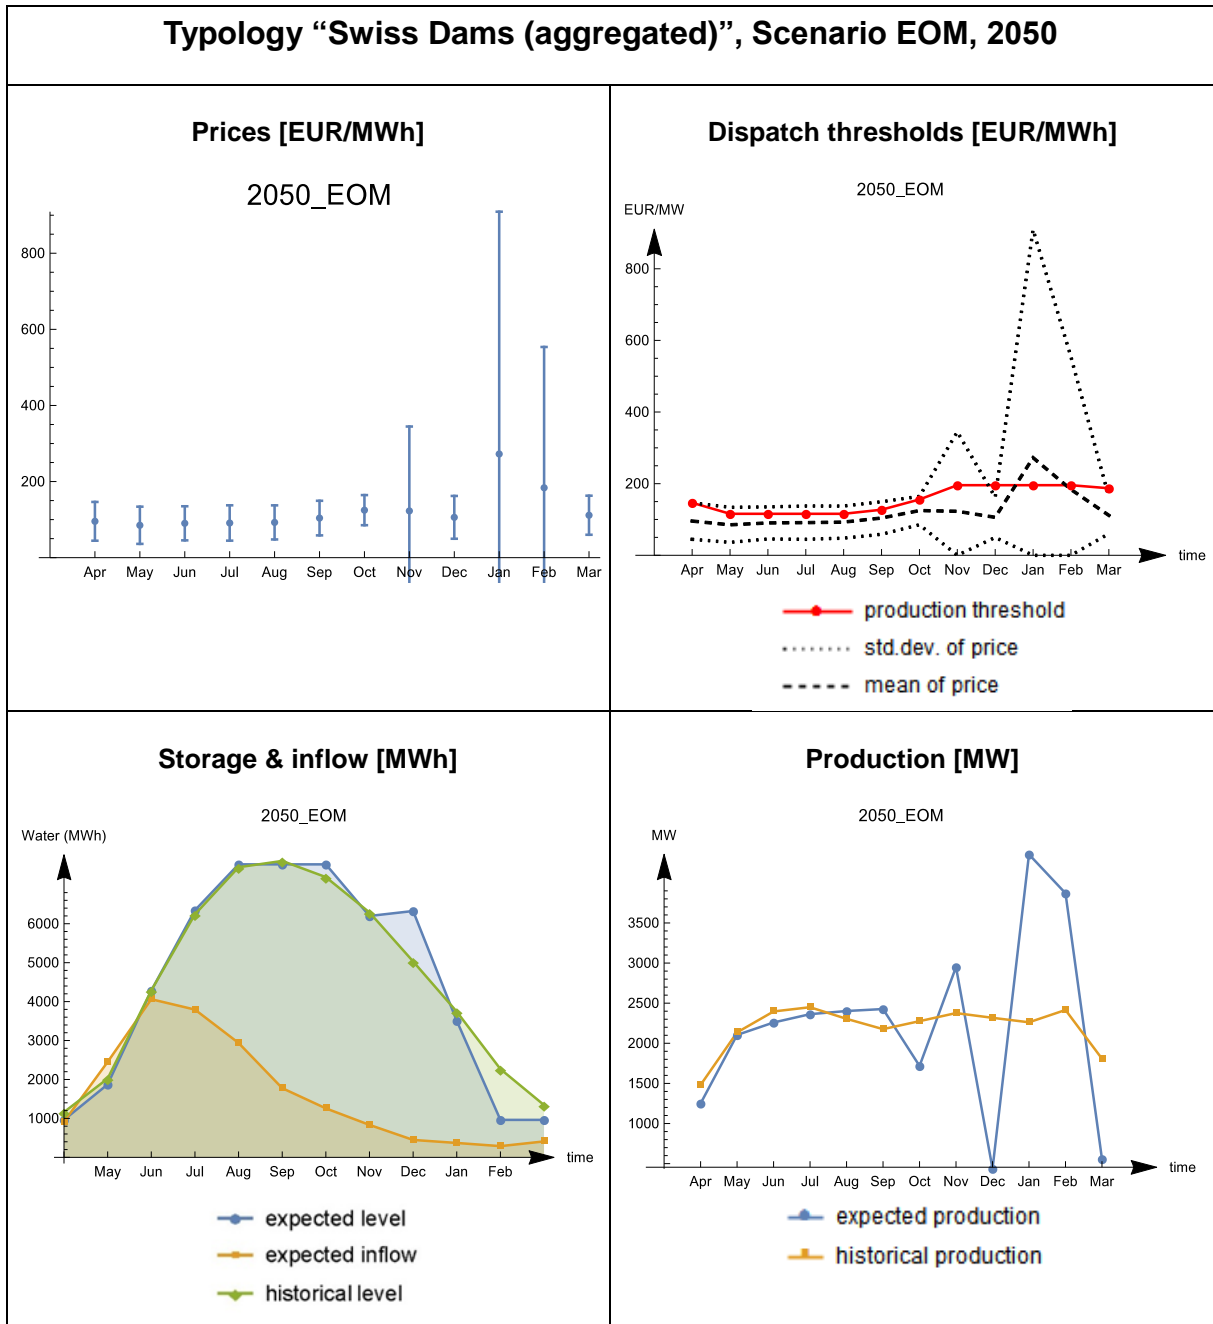 Typology “Swiss Dams (aggregated)”, Scenario EOM, 2050
Prices [EUR/MWh]
2050_EOM
800
600
400
200
Apr May Jun Jul Aug Sep Oct Nov Dec Jan Feb Mar
Dispatch thresholds [EUR/MWh]
2050_EOM
EUR/MW
800
600
400
200
Apr May Jun Jul Aug Sep Oct Nov Dec Jan Feb Mar
time
production threshold
std.dev. of price
mean of price
Storage & inflow [MWh]
2050_EOM
Water (MWh)
6000
5000
4000
3000
2000
1000
May Jun Jul Aug Sep Oct Nov Dec Jan Feb
time
expected level
expected inflow
historical level
Production [MW]
2050_EOM
MW
3500
3000
2500
2000
1500
1000
Apr May Jun Jul Aug Sep Oct Nov Dec Jan Feb Mar
time
expected production
historical production